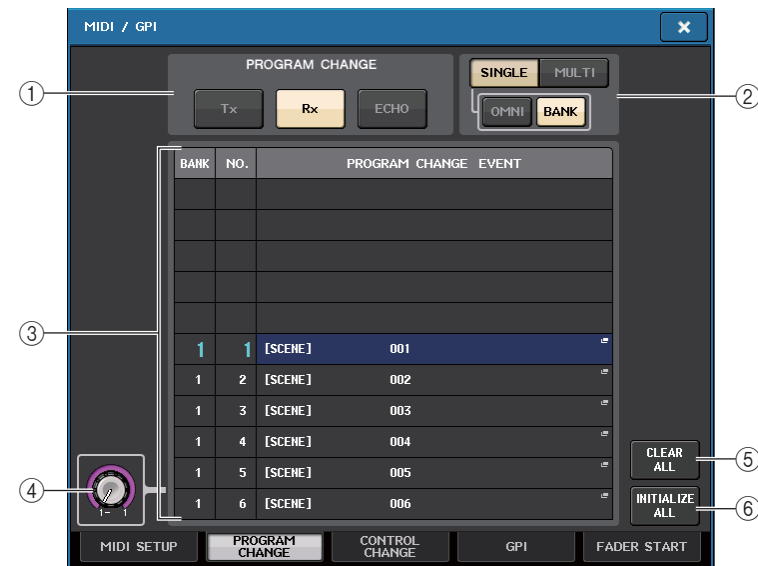 MIDI / GPI
PROGRAM CHANGE
Tx Rx ECHO
SINGLE MULTI
OMNI BANK
① ②
BANK NO. PROGRAM CHANGE EVENT
③
1 1 [SCENE] 001
1 2 [SCENE] 002
1 3 [SCENE] 003
1 4 [SCENE] 004
1 5 [SCENE] 005
1 6 [SCENE] 006
④
1- 1
CLEAR ALL ⑤
INITIALIZE ALL ⑥
MIDI SETUP PROGRAM CHANGE CONTROL CHANGE GPI FADER START